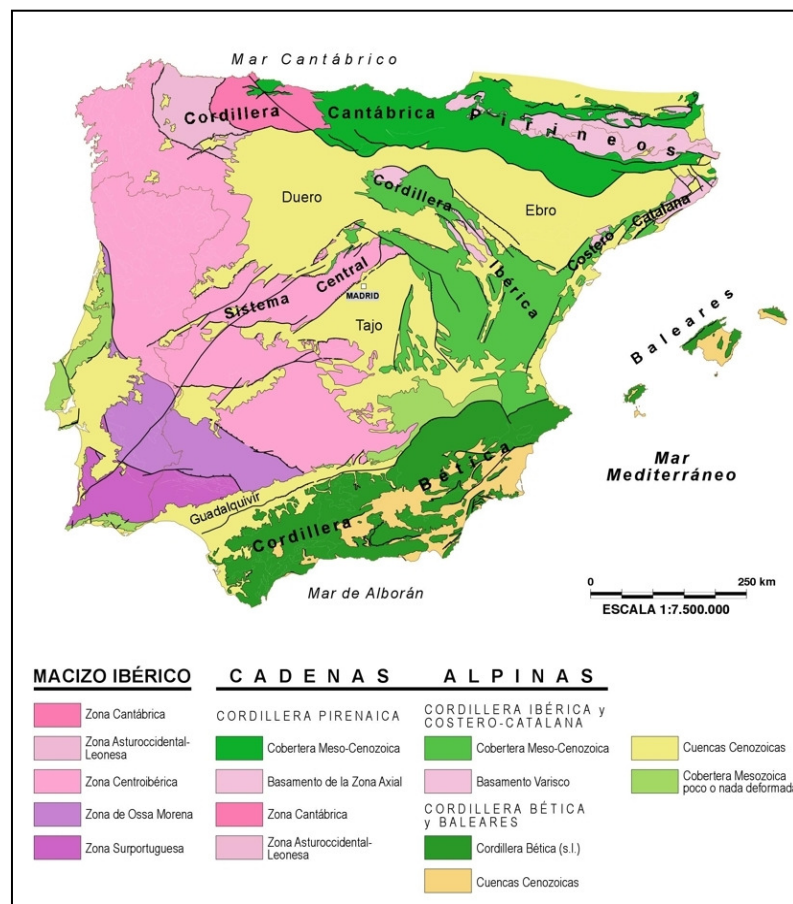 Mar Cantábrico
Cordillera
Cantábrica
Pirineos
Duero
Cordillera
Ibérica
Ebro
Costero
Catalana
Sistema
Central
MADRID
Tajo
Baleares
Mar
Mediterráneo
Guadalquivir
Cordillera
Bética
Mar de Alborán
0 250 km
ESCALA 1:7.500.000
MACIZO IBÉRICO
Zona Cantábrica
Zona Asturoccidental-
Leonesa
Zona Centroibérica
Zona de Ossa Morena
Zona Surportuguesa
CADENAS ALPINAS
CORDILLERA PIRENAICA
Cobertera Meso-Cenozoica
Basamento de la Zona Axial
Zona Cantábrica
Zona Asturoccidental-
Leonesa
CORDILLERA IBÉRICA y
COSTERO-CATALANA
Cobertera Meso-Cenozoica
Basamento Varisco
CORDILLERA BÉTICA
y BALEARES
Cordillera Bética (s.l.)
Cuencas Cenozoicas
Cuencas Cenozoicas
Cobertera Mesozoica
poco o nada deformada